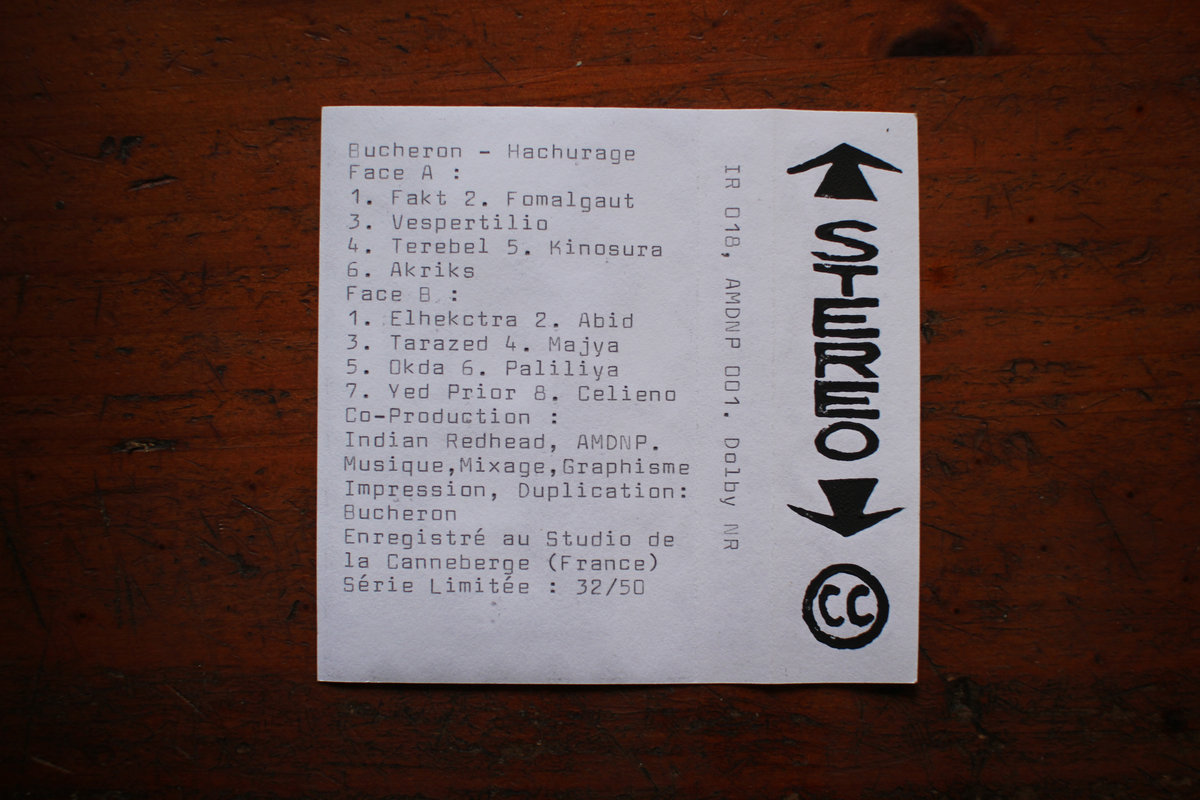 Bucheron - Hachurage
Face A :
1. Fakt 2. Fomalgaut
3. Vespertilio
4. Terebel 5. Kinosura
6. Akriks
Face B :
1. Elhekctra 2. Abid
3. Tarazed 4. Majya
5. Okda 6. Paliliya
7. Yed Prior 8. Celieno
Co-Production :
Indian Redhead, AMDNP.
Musique,Mixage,Graphisme
Impression, Duplication:
Bucheron
Enregistré au Studio de
la Canneberge (France)
Série Limitée : 32/50
IR 018, AMDNP 001. Dolby NR
STEREO
CC